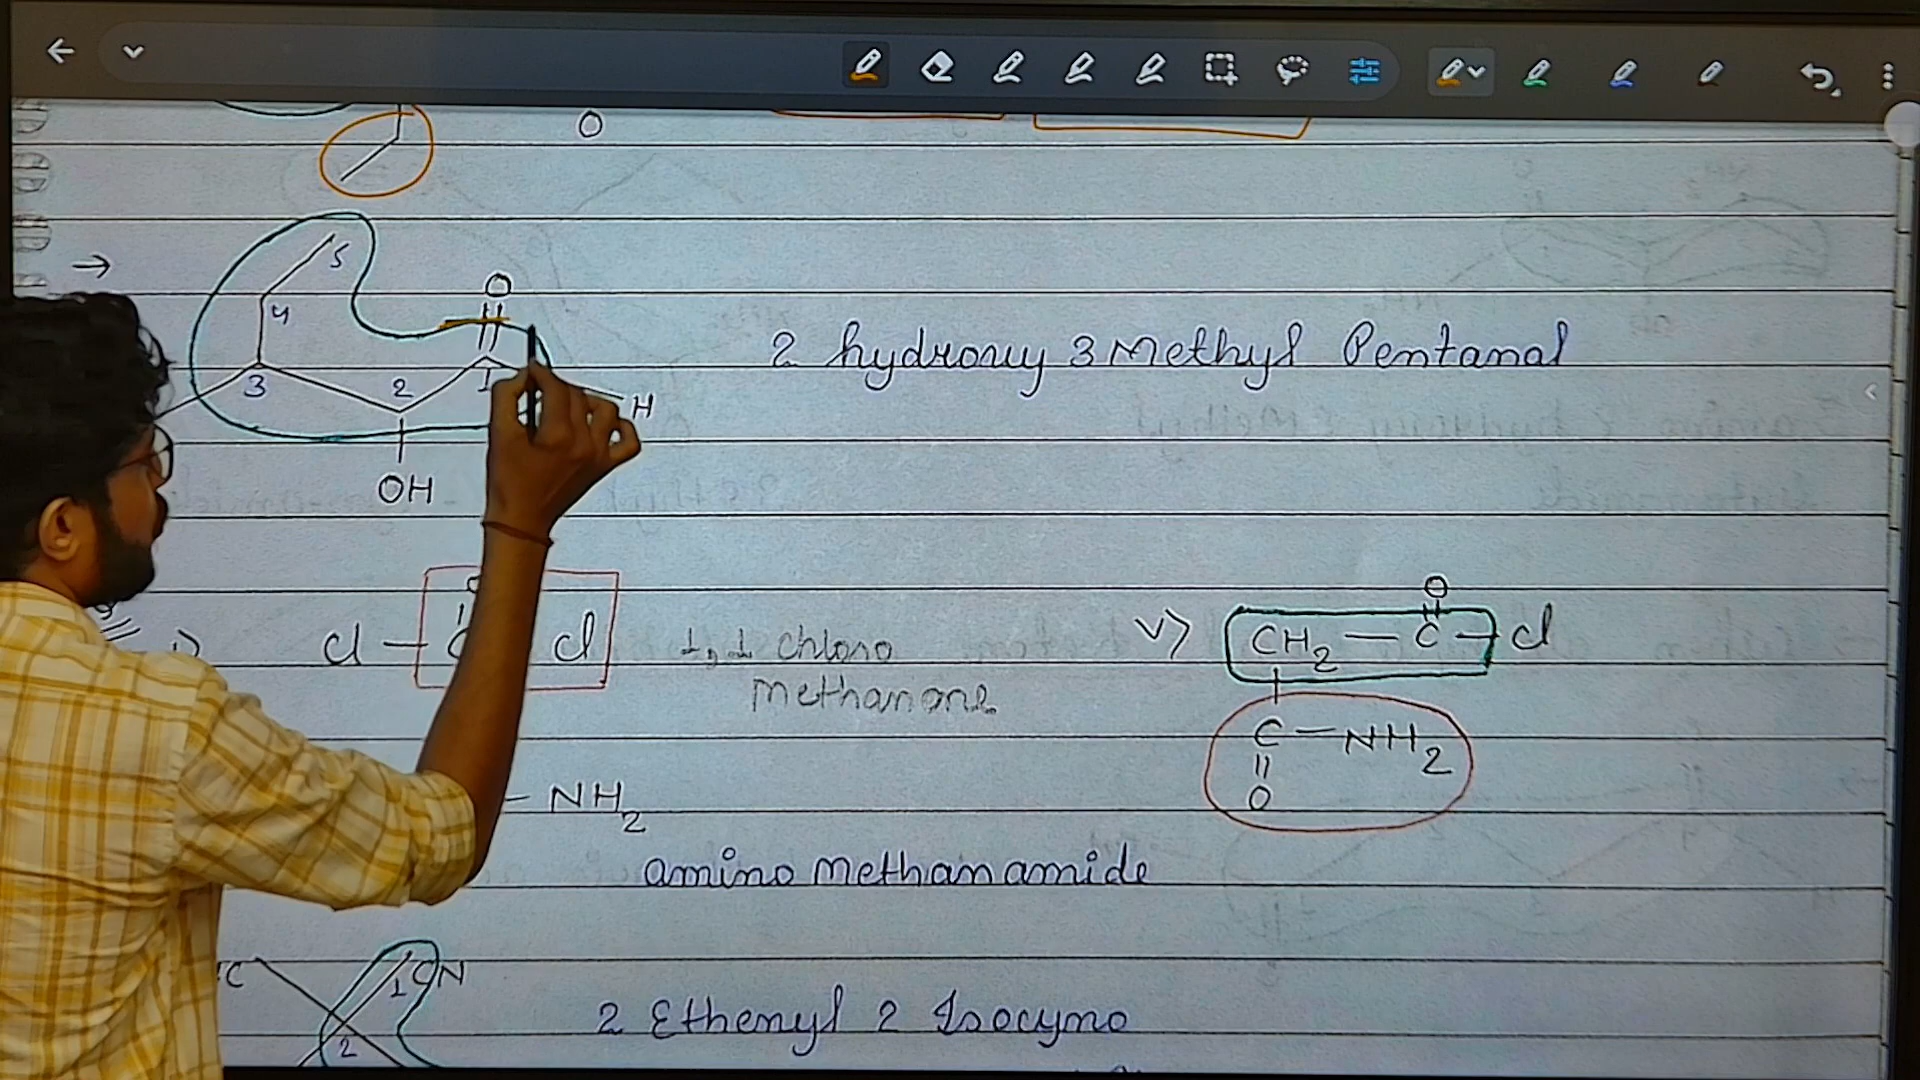 O
→
5
4
O
||
3
2
1
H
OH
2 hydroxy 3 Methyl Pentanal
Cl — C Cl
1,1 chloro
Methanone
V>
O
||
CH2 — C — Cl
|
C — NH2
||
O
— NH2
amino methanamide
C
1
CN
2
2 Ethenyl 2 Isocyno